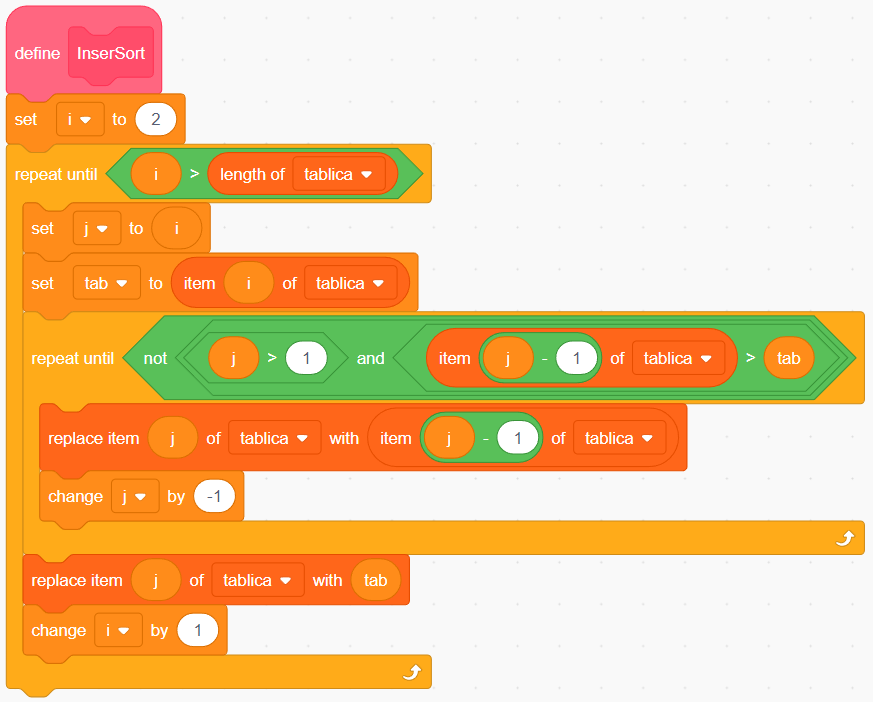 define InserSort
set i to 2
repeat until i > length of tablica
set j to i
set tab to item i of tablica
repeat until not j > 1 and item j - 1 of tablica > tab
replace item j of tablica with item j - 1 of tablica
change j by -1
replace item j of tablica with tab
change i by 1